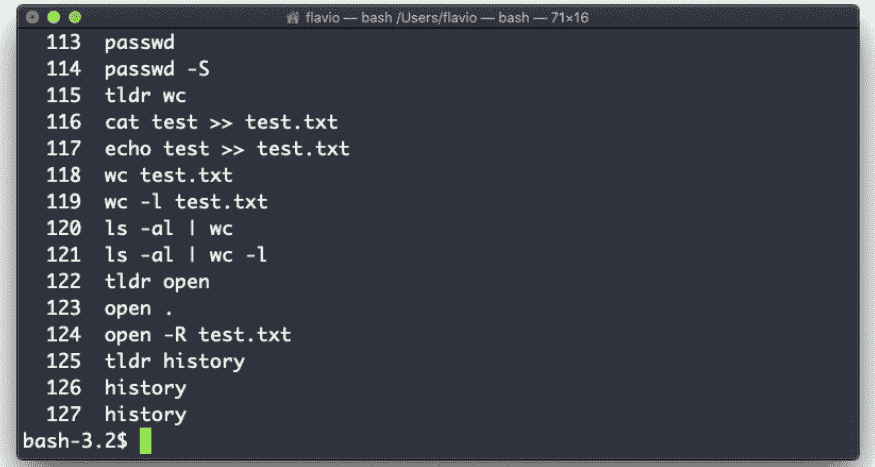 flavio — bash /Users/flavio — bash — 71×16
113 passwd
114 passwd -S
115 tldr wc
116 cat test >> test.txt
117 echo test >> test.txt
118 wc test.txt
119 wc -l test.txt
120 ls -al | wc
121 ls -al | wc -l
122 tldr open
123 open .
124 open -R test.txt
125 tldr history
126 history
127 history
bash-3.2$